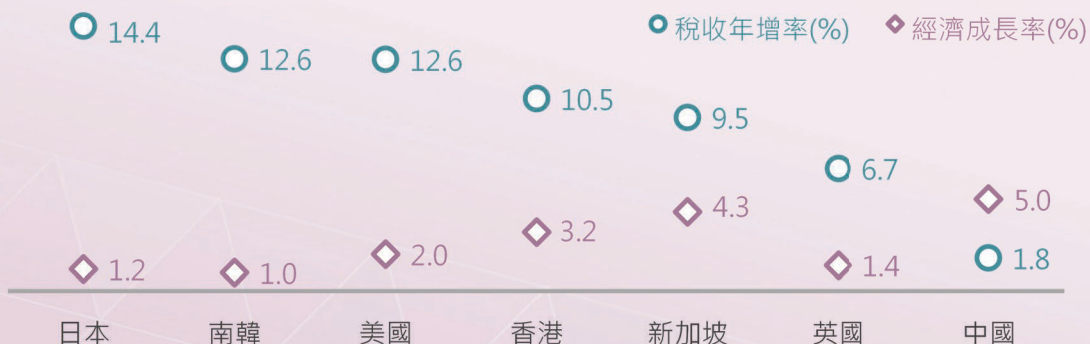 稅收年增率(%) 經濟成長率(%)
14.4 12.6 12.6 10.5 9.5 6.7 1.8
1.2 1.0 2.0 3.2 4.3 1.4 5.0
日本 南韓 美國 香港 新加坡 英國 中國